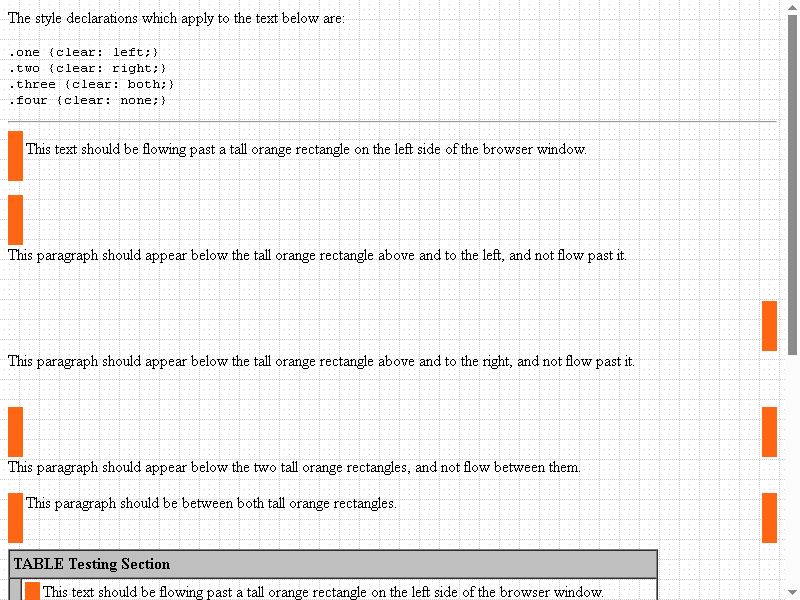 The style declarations which apply to the text below are:
.one {clear: left;}
.two {clear: right;}
.three {clear: both;}
.four {clear: none;}
This text should be flowing past a tall orange rectangle on the left side of the browser window.
This paragraph should appear below the tall orange rectangle above and to the left, and not flow past it.
This paragraph should appear below the tall orange rectangle above and to the right, and not flow past it.
This paragraph should appear below the two tall orange rectangles, and not flow between them.
This paragraph should be between both tall orange rectangles.
TABLE Testing Section
This text should be flowing past a tall orange rectangle on the left side of the browser window.